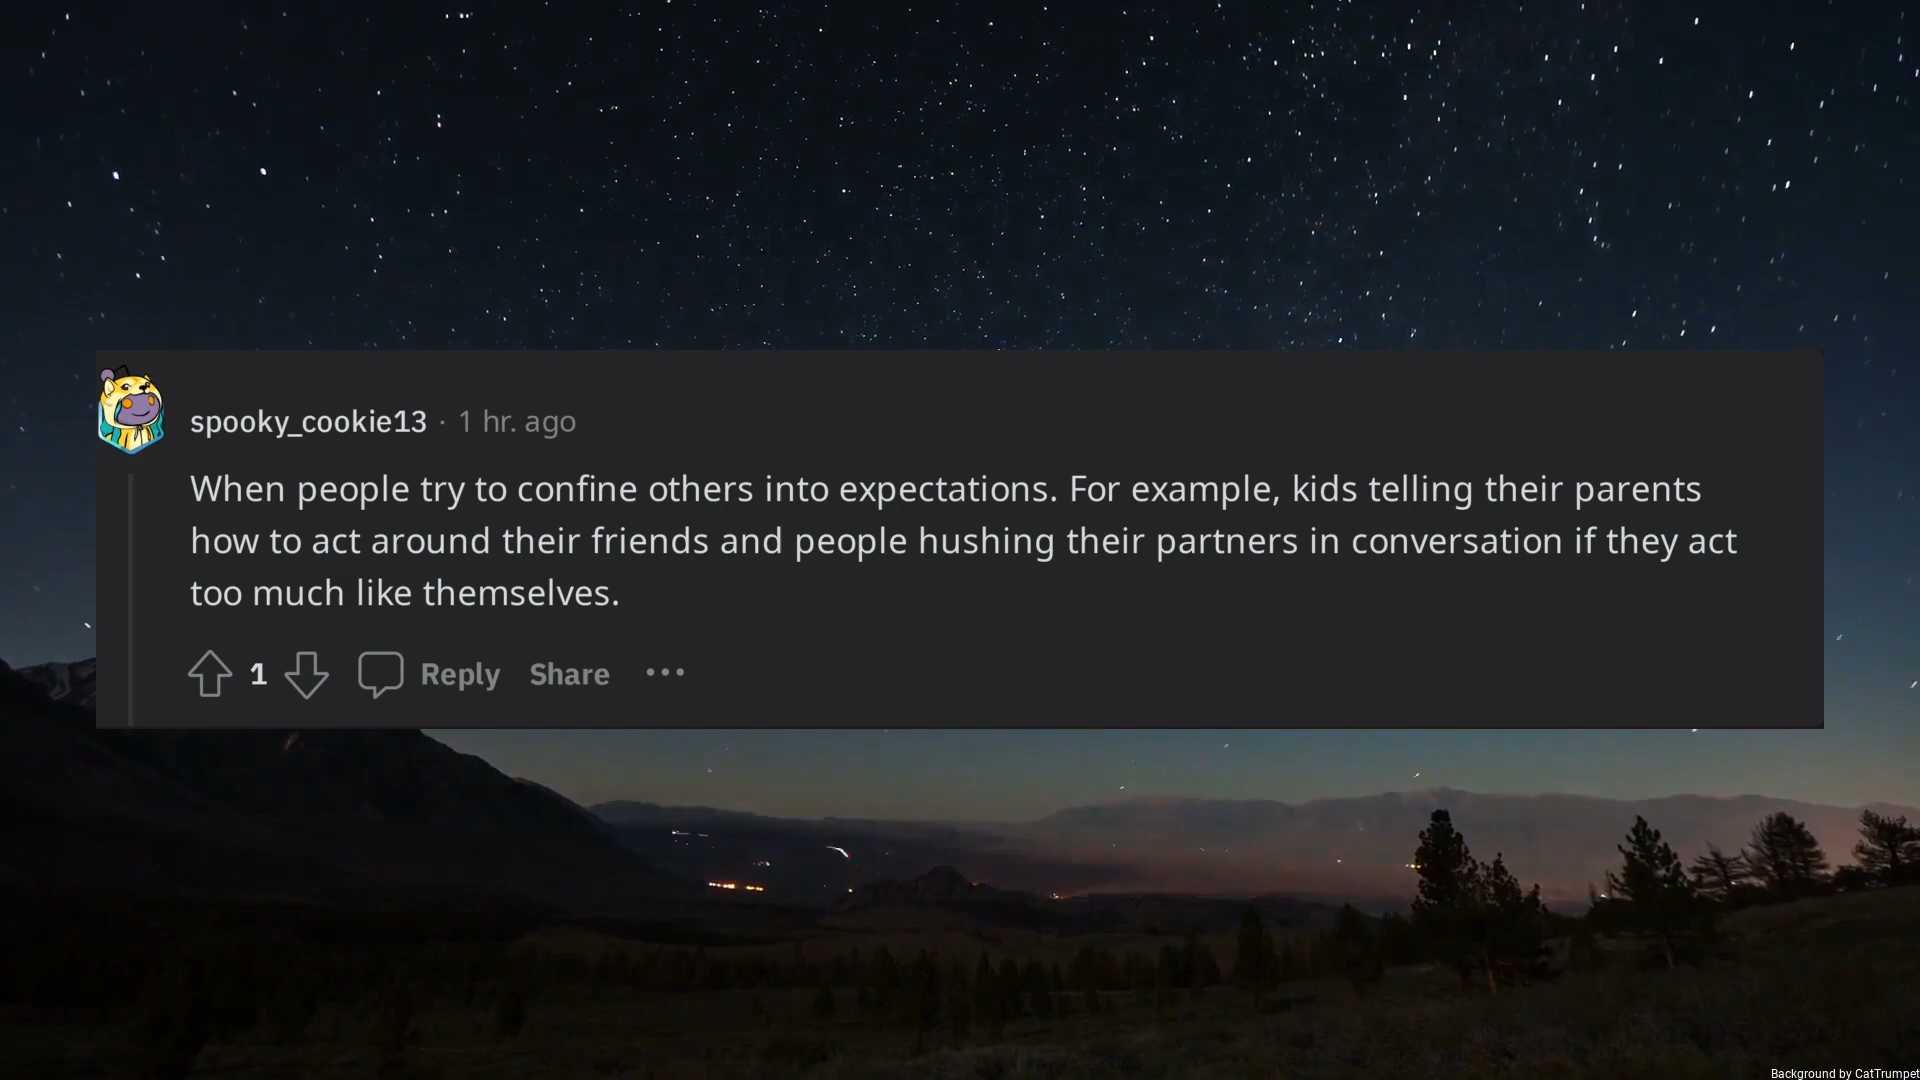 spooky_cookie13 · 1 hr. ago
When people try to confine others into expectations. For example, kids telling their parents
how to act around their friends and people hushing their partners in conversation if they act
too much like themselves.
1 Reply Share •••
Background by CatTrumpet